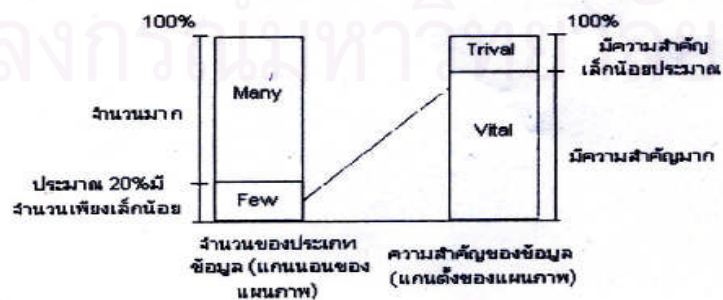 100%
100%
Many
Trival
มีความสำคัญ
เล็กน้อยประมาณ
จำนวนมาก
Vital
มีความสำคัญมาก
ประมาณ 20%มี
จำนวนเพียงเล็กน้อย
Few
จำนวนของประเภท
ข้อมูล (แกนนอนของ
แผนภาพ)
ความสำคัญของข้อมูล
(แกนตั้งของแผนภาพ)